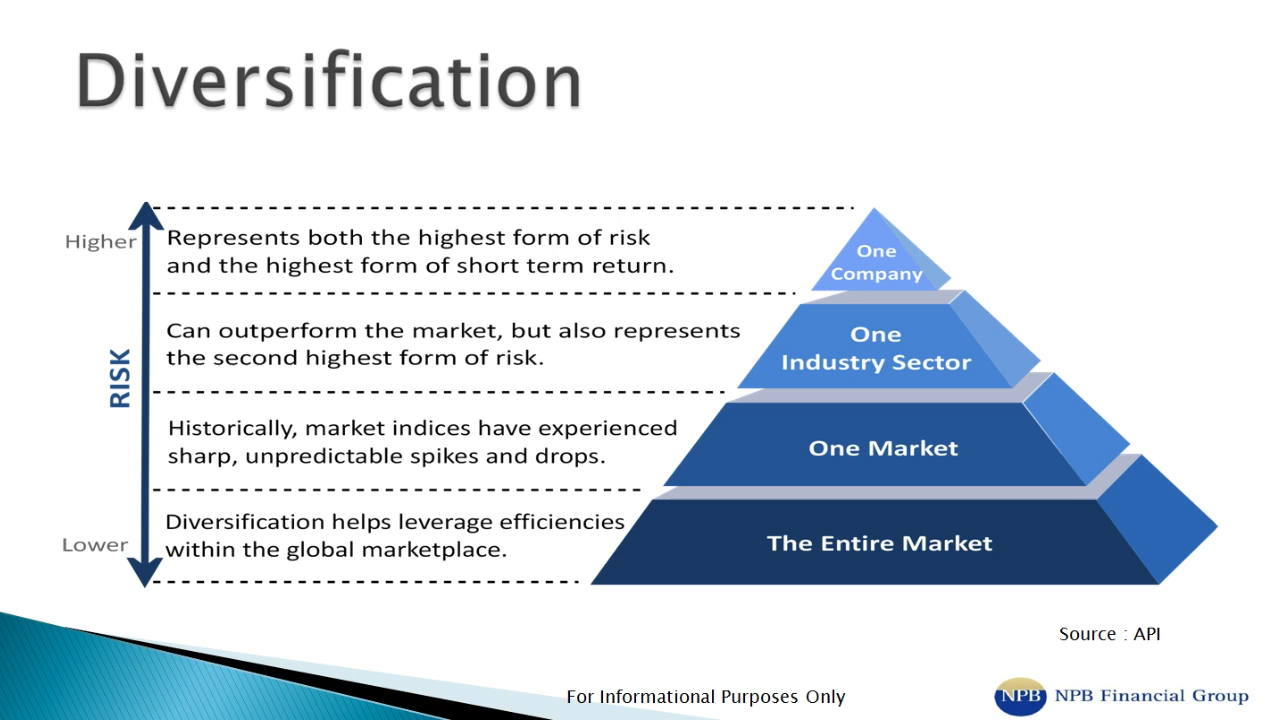 Diversification
Higher
Represents both the highest form of risk
and the highest form of short term return.
One
Company
Can outperform the market, but also represents
the second highest form of risk.
One
Industry Sector
RISK
Historically, market indices have experienced
sharp, unpredictable spikes and drops.
One Market
Lower
Diversification helps leverage efficiencies
within the global marketplace.
The Entire Market
Source : API
For Informational Purposes Only
NPB NPB Financial Group